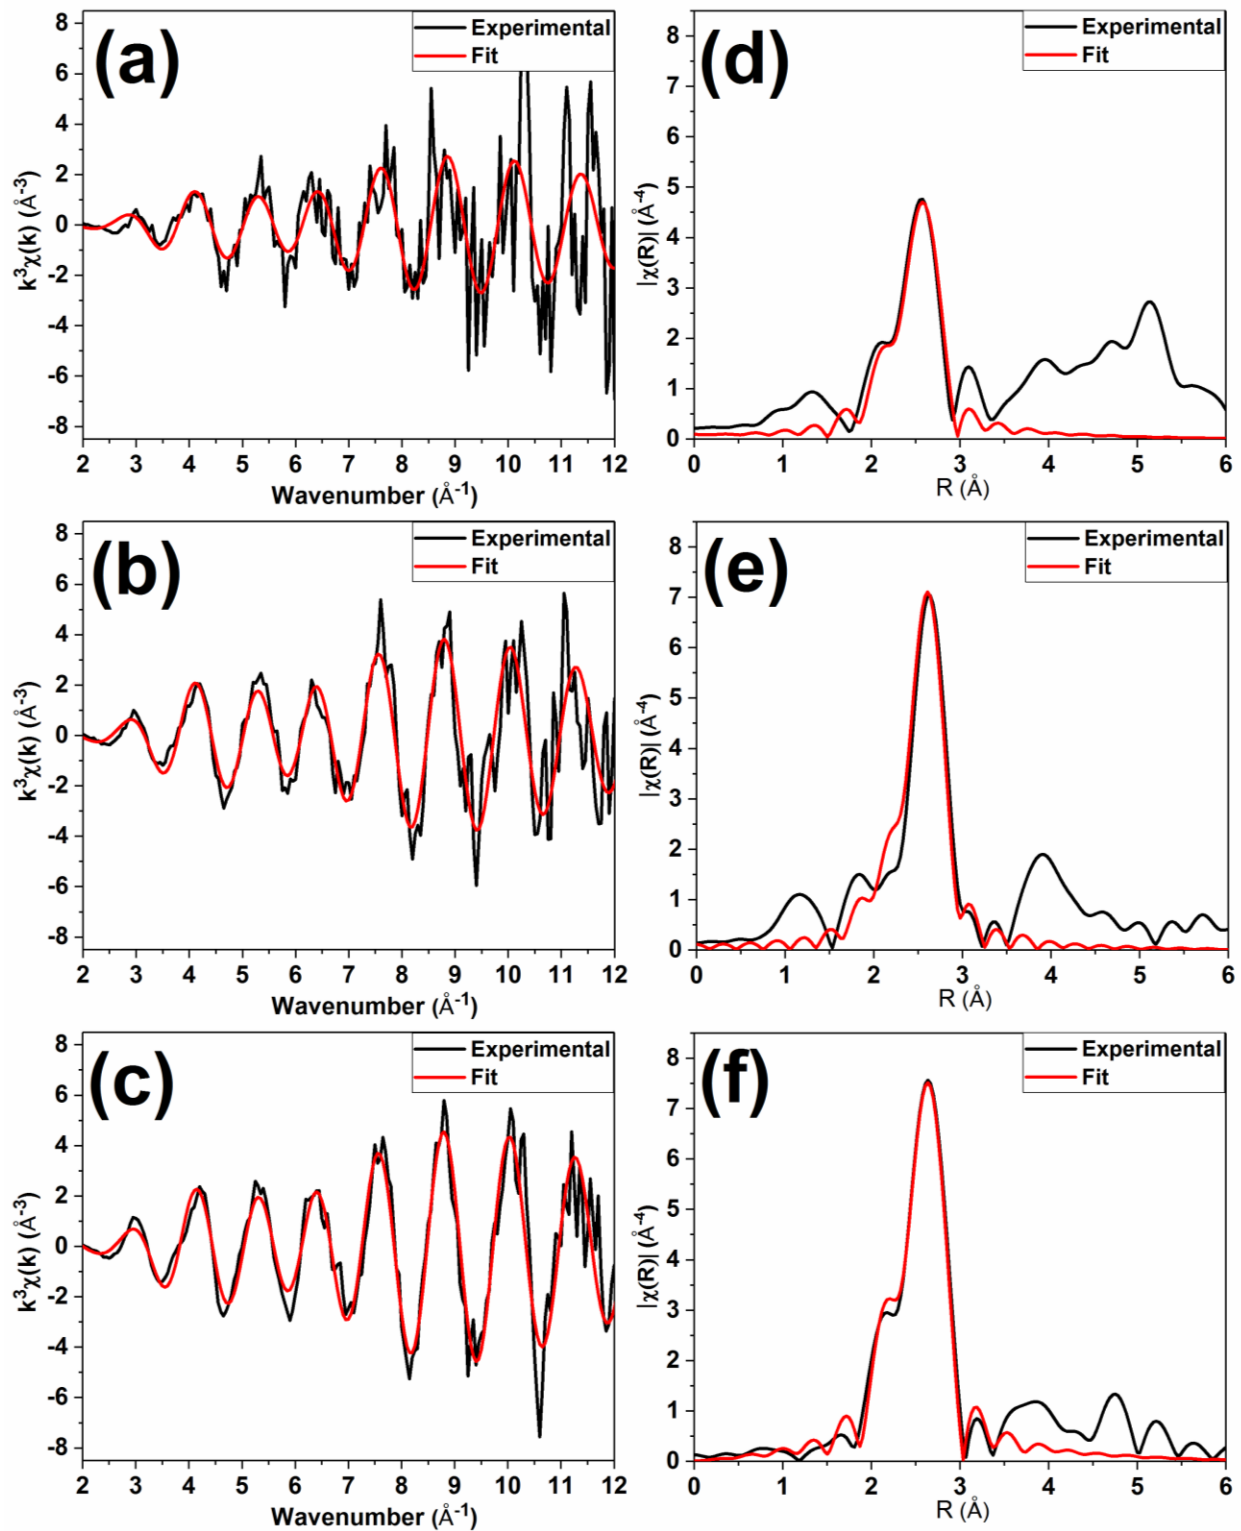 (a)
Experimental
Fit
8
6
4
2
0
-2
-4
-6
-8
k³χ(k) (Å⁻³)
2 3 4 5 6 7 8 9 10 11 12
Wavenumber (Å⁻¹)
(d)
Experimental
Fit
8
7
6
5
4
3
2
1
0
|χ(R)| (Å⁻⁴)
0 1 2 3 4 5 6
R (Å)
(b)
Experimental
Fit
8
6
4
2
0
-2
-4
-6
-8
k³χ(k) (Å⁻³)
2 3 4 5 6 7 8 9 10 11 12
Wavenumber (Å⁻¹)
(e)
Experimental
Fit
8
7
6
5
4
3
2
1
0
|χ(R)| (Å⁻⁴)
0 1 2 3 4 5 6
R (Å)
(c)
Experimental
Fit
8
6
4
2
0
-2
-4
-6
-8
k³χ(k) (Å⁻³)
2 3 4 5 6 7 8 9 10 11 12
Wavenumber (Å⁻¹)
(f)
Experimental
Fit
8
7
6
5
4
3
2
1
0
|χ(R)| (Å⁻⁴)
0 1 2 3 4 5 6
R (Å)